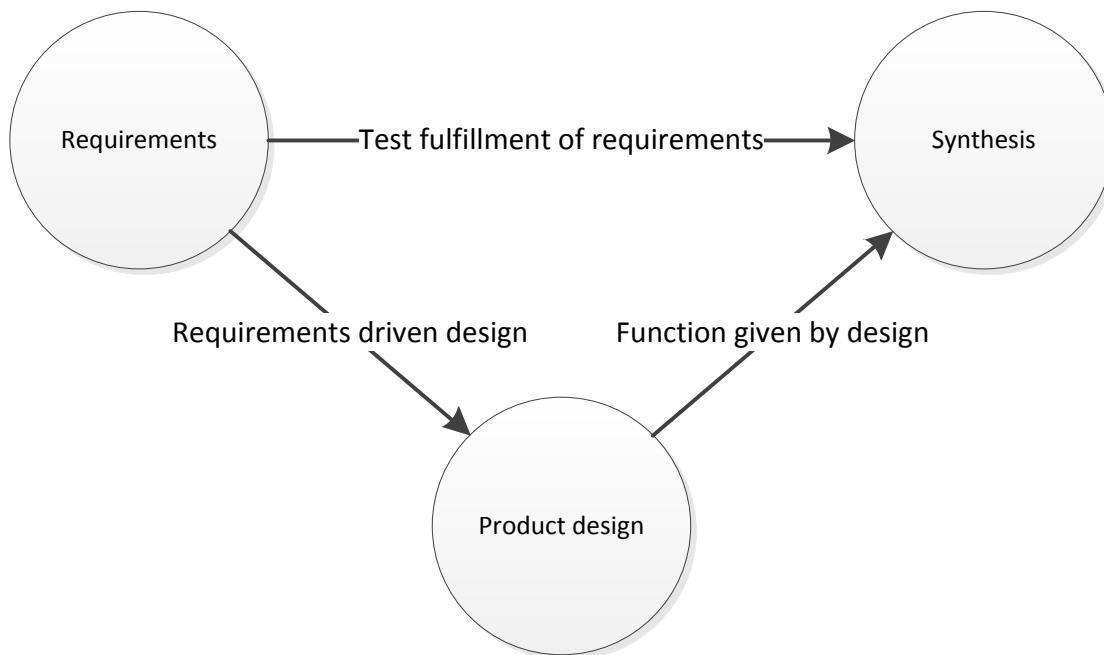 Requirements
Test fulfillment of requirements
Synthesis
Requirements driven design
Function given by design
Product design